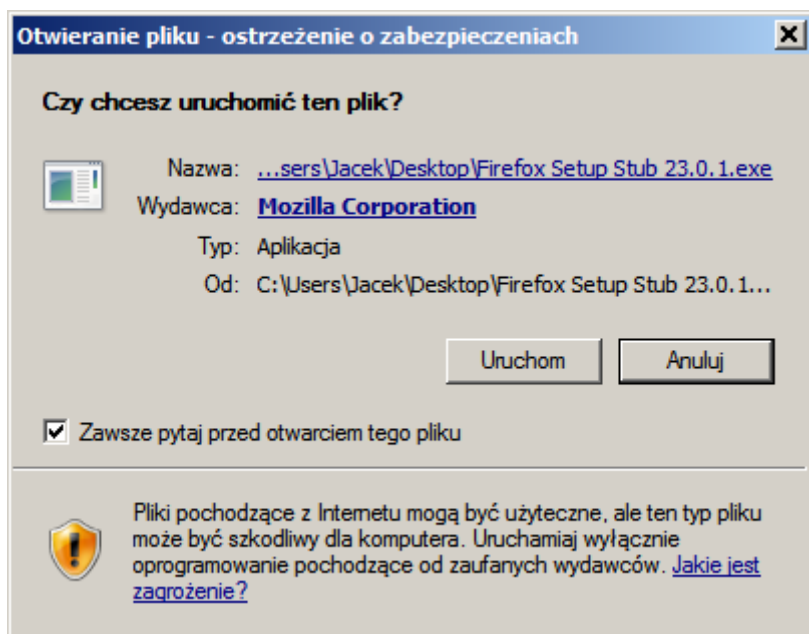 Otwieranie pliku - ostrzeżenie o zabezpieczeniach
Czy chcesz uruchomić ten plik?
Nazwa: ...sers\Jacek\Desktop\Firefox Setup Stub 23.0.1.exe
Wydawca: Mozilla Corporation
Typ: Aplikacja
Od: C:\Users\Jacek\Desktop\Firefox Setup Stub 23.0.1...
Uruchom Anuluj
Zawsze pytaj przed otwarciem tego pliku
Pliki pochodzące z Internetu mogą być użyteczne, ale ten typ pliku
może być szkodliwy dla komputera. Uruchamiaj wyłącznie
oprogramowanie pochodzące od zaufanych wydawców. Jakie jest
zagrożenie?